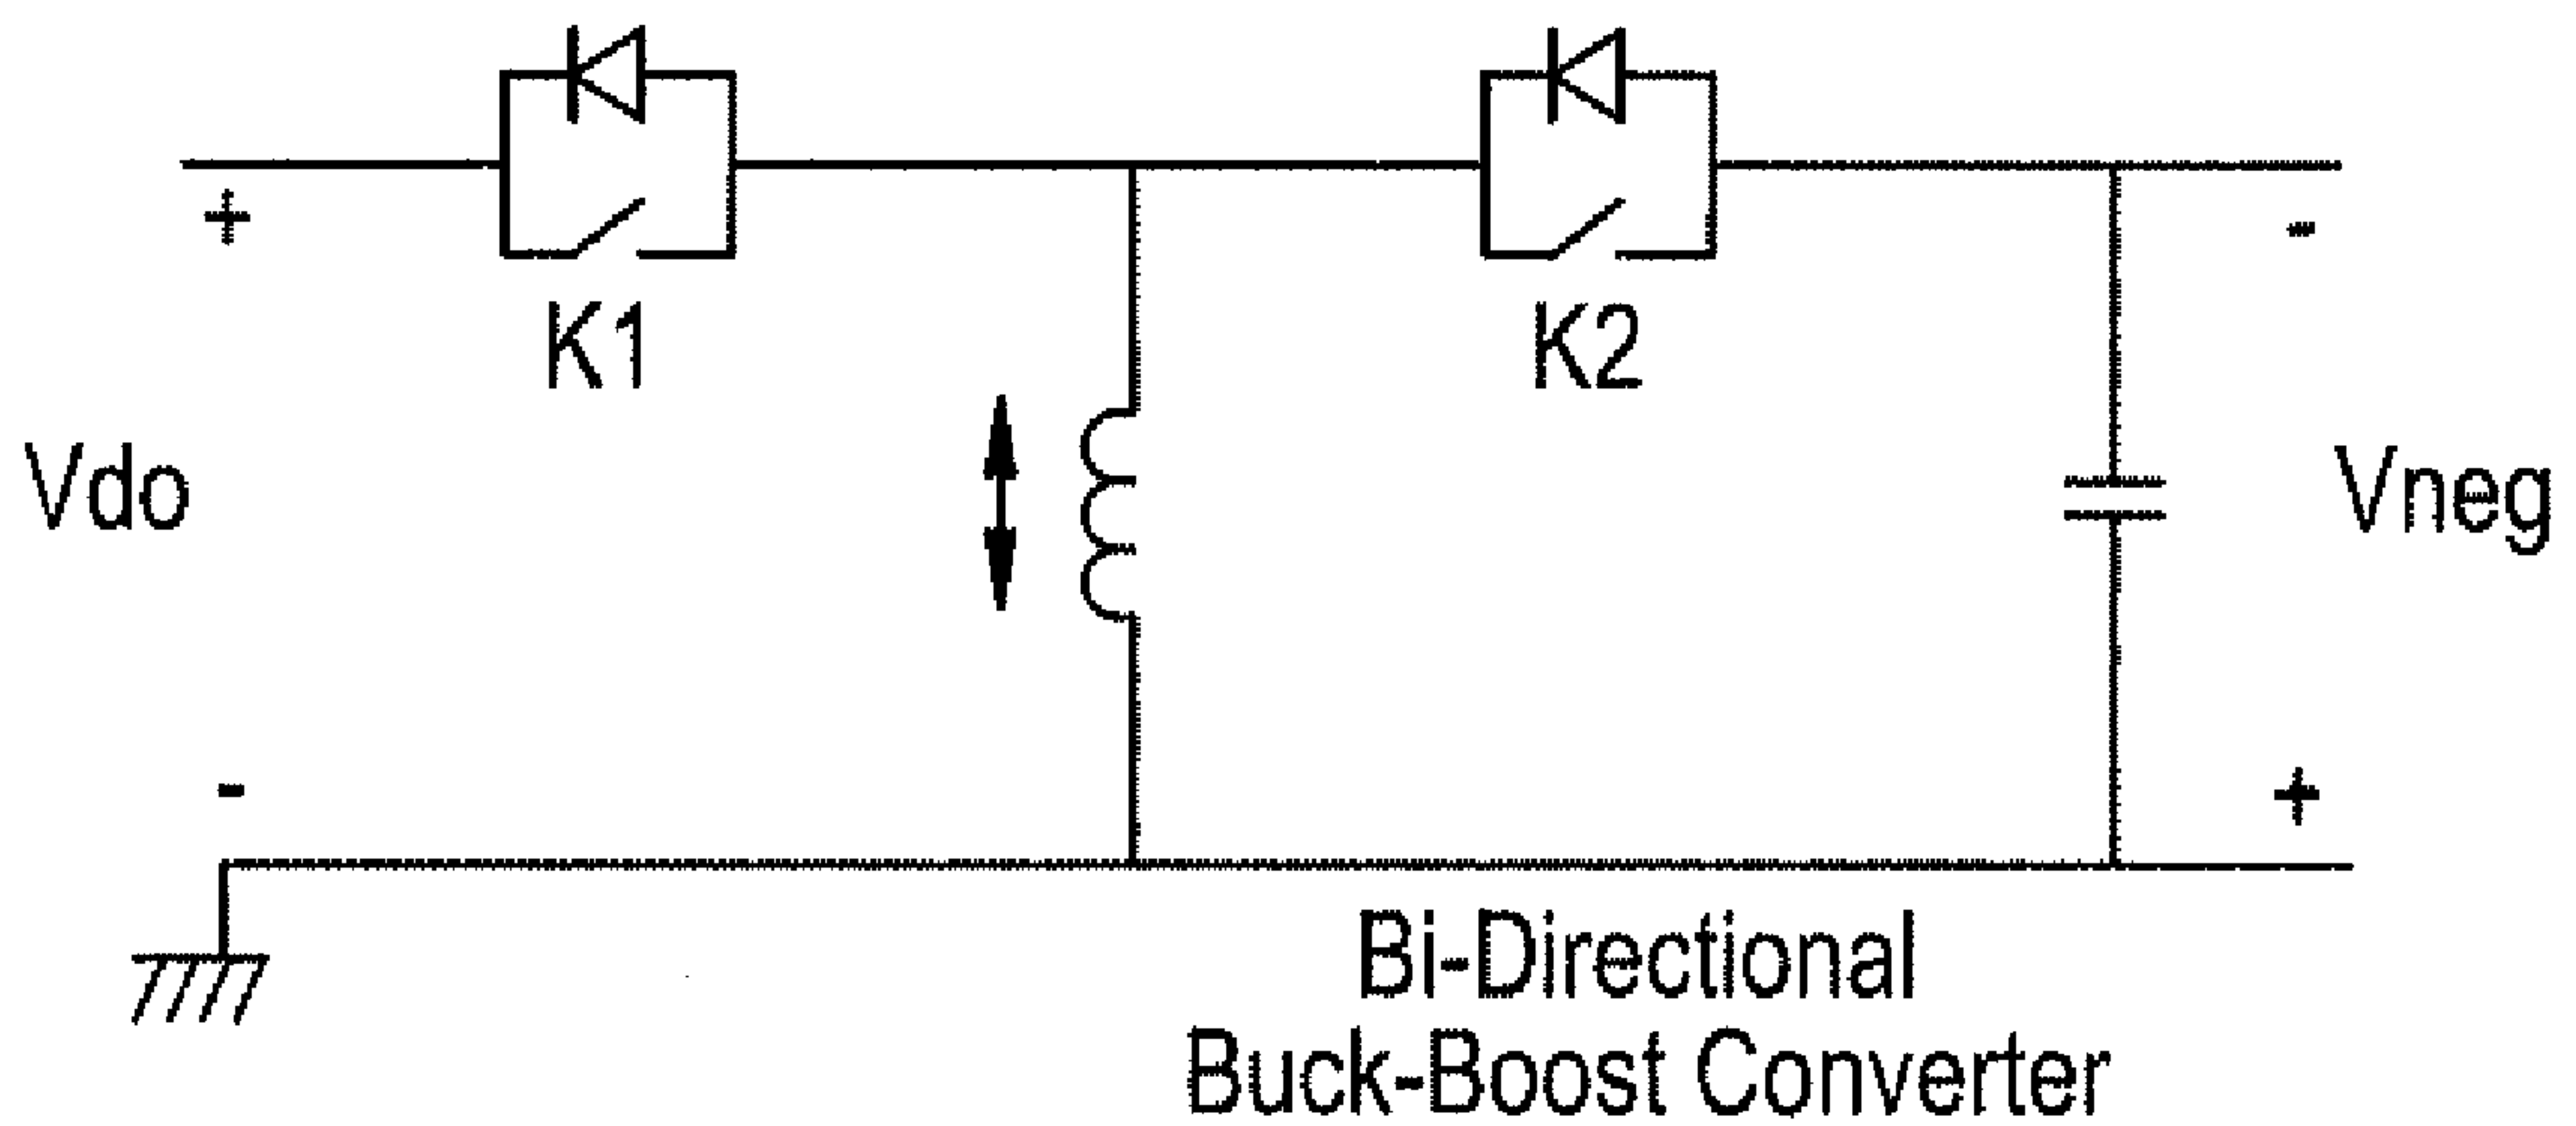 +
-
K1
K2
Vdo
Vneg
-
+
Bi-Directional
Buck-Boost Converter